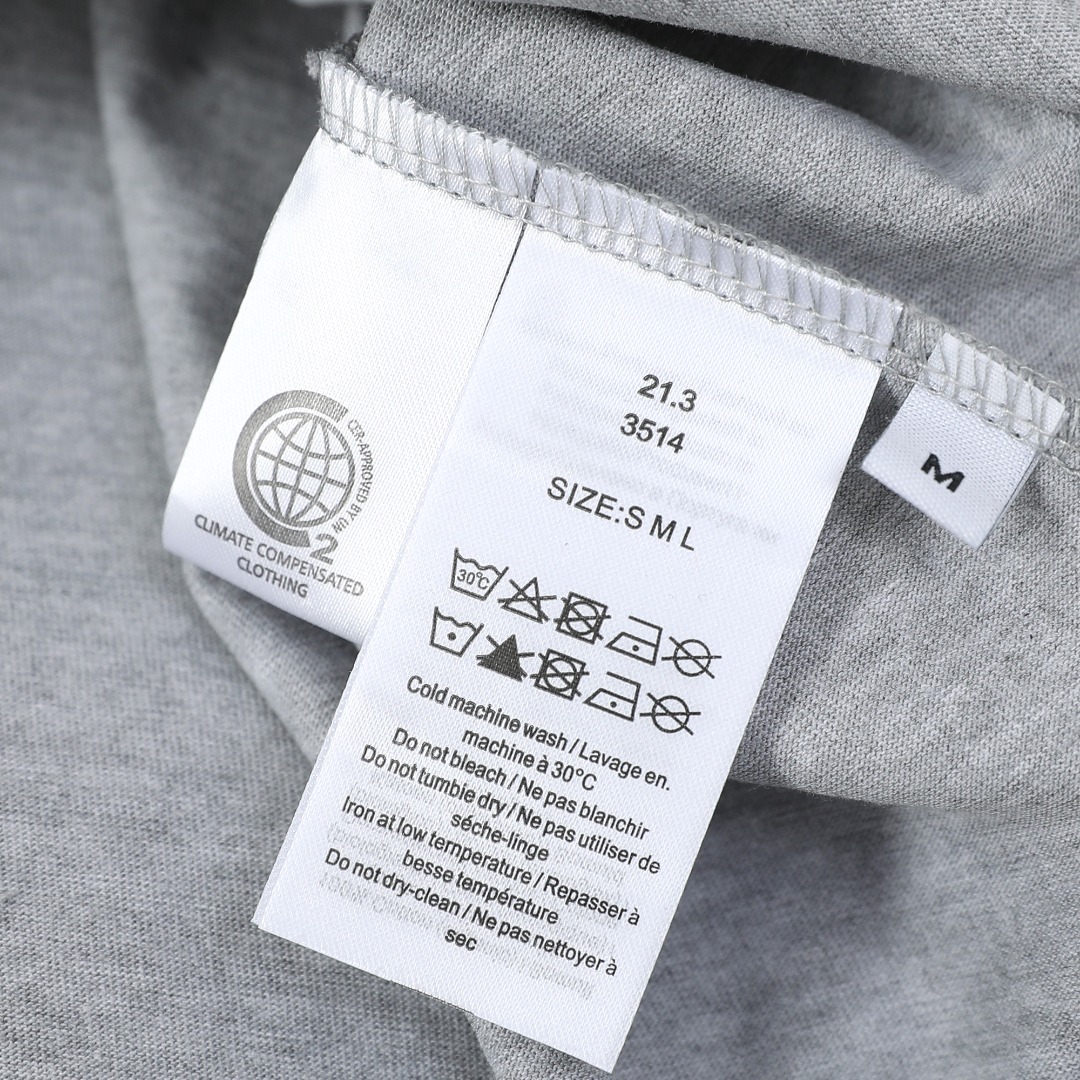 CER-APPROVED BY UN
2
CLIMATE COMPENSATED
CLOTHING
21.3
3514
SIZE:S M L
30°C
Cold machine wash / Lavage en.
machine à 30°C
Do not bleach / Ne pas blanchir
Do not tumbie dry / Ne pas utiliser de
séche-linge
Iron at low ternperature / Repasser à
besse température
Do not dry-clean / Ne pas nettoyer à
sec
M